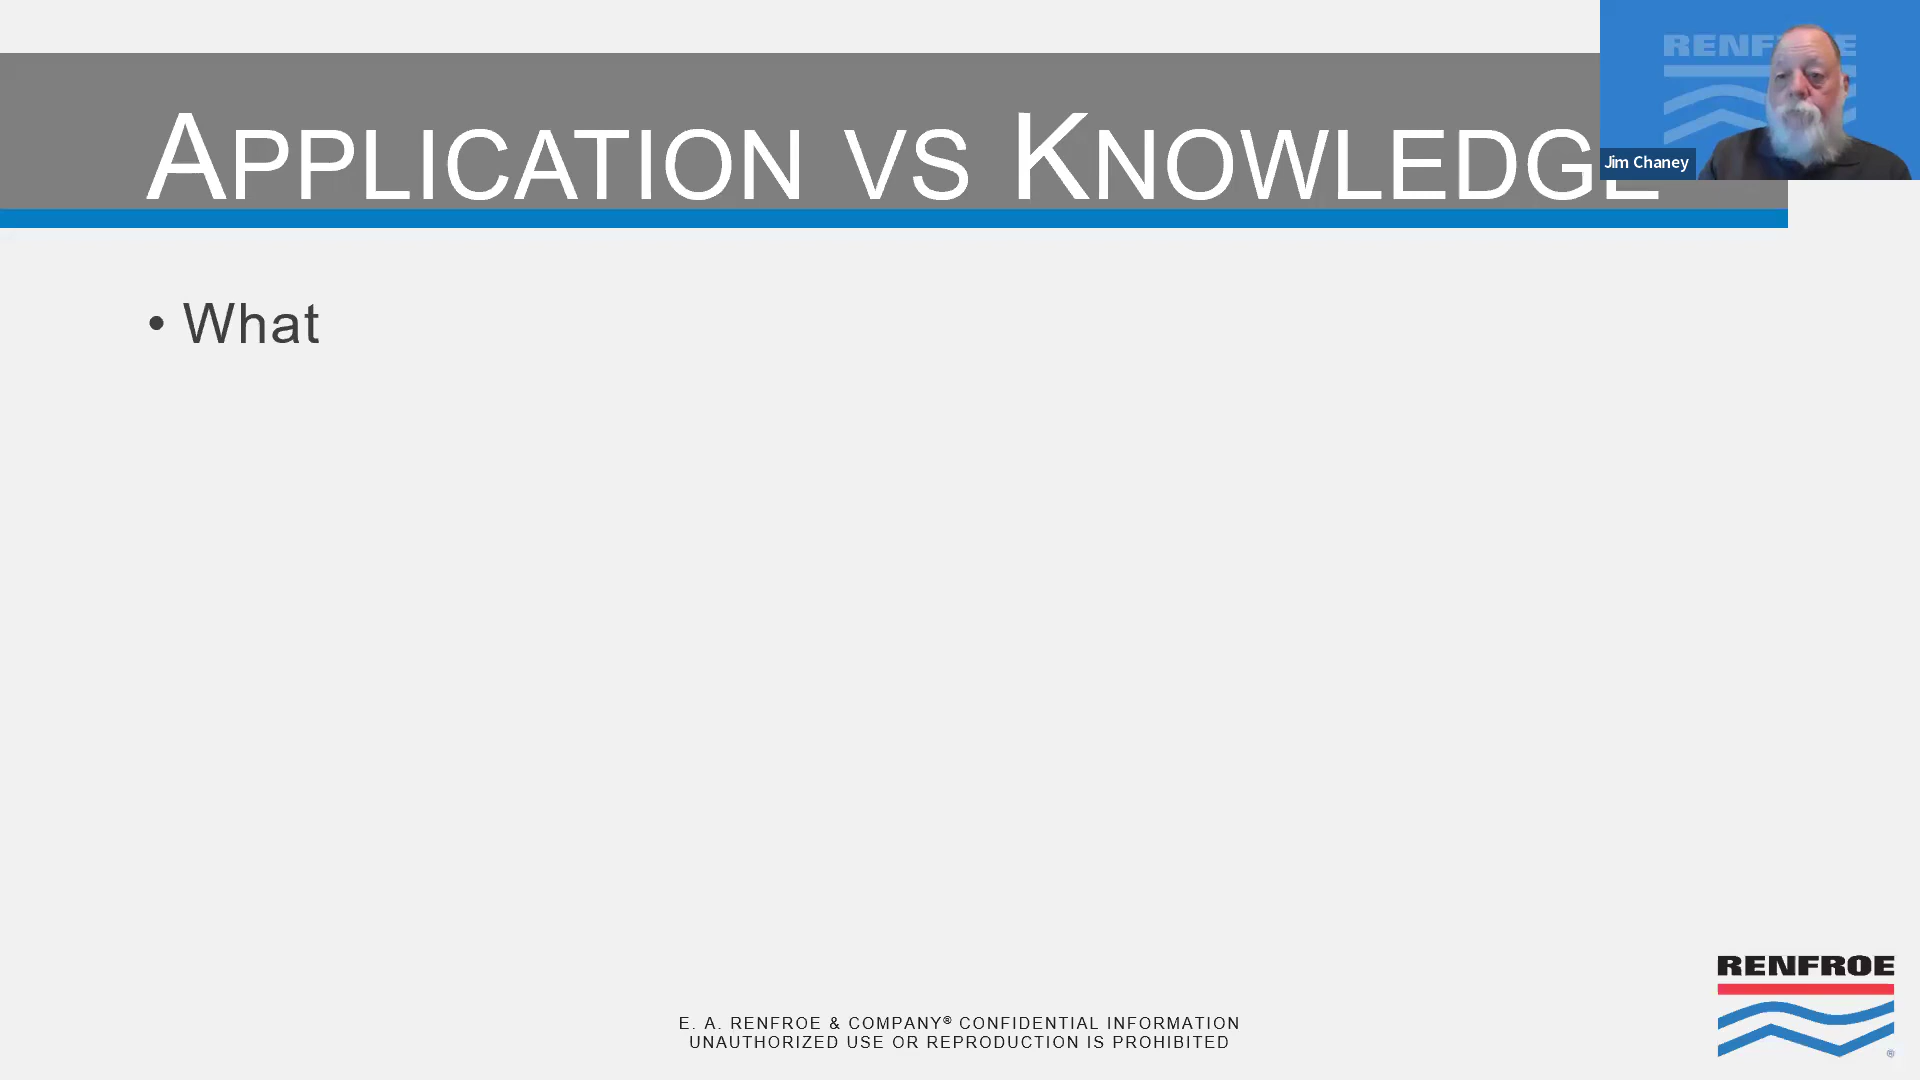 APPLICATION VS KNOWLEDGE
RENFROE
Jim Chaney
• What
RENFROE
E. A. RENFROE & COMPANY® CONFIDENTIAL INFORMATION
UNAUTHORIZED USE OR REPRODUCTION IS PROHIBITED
®